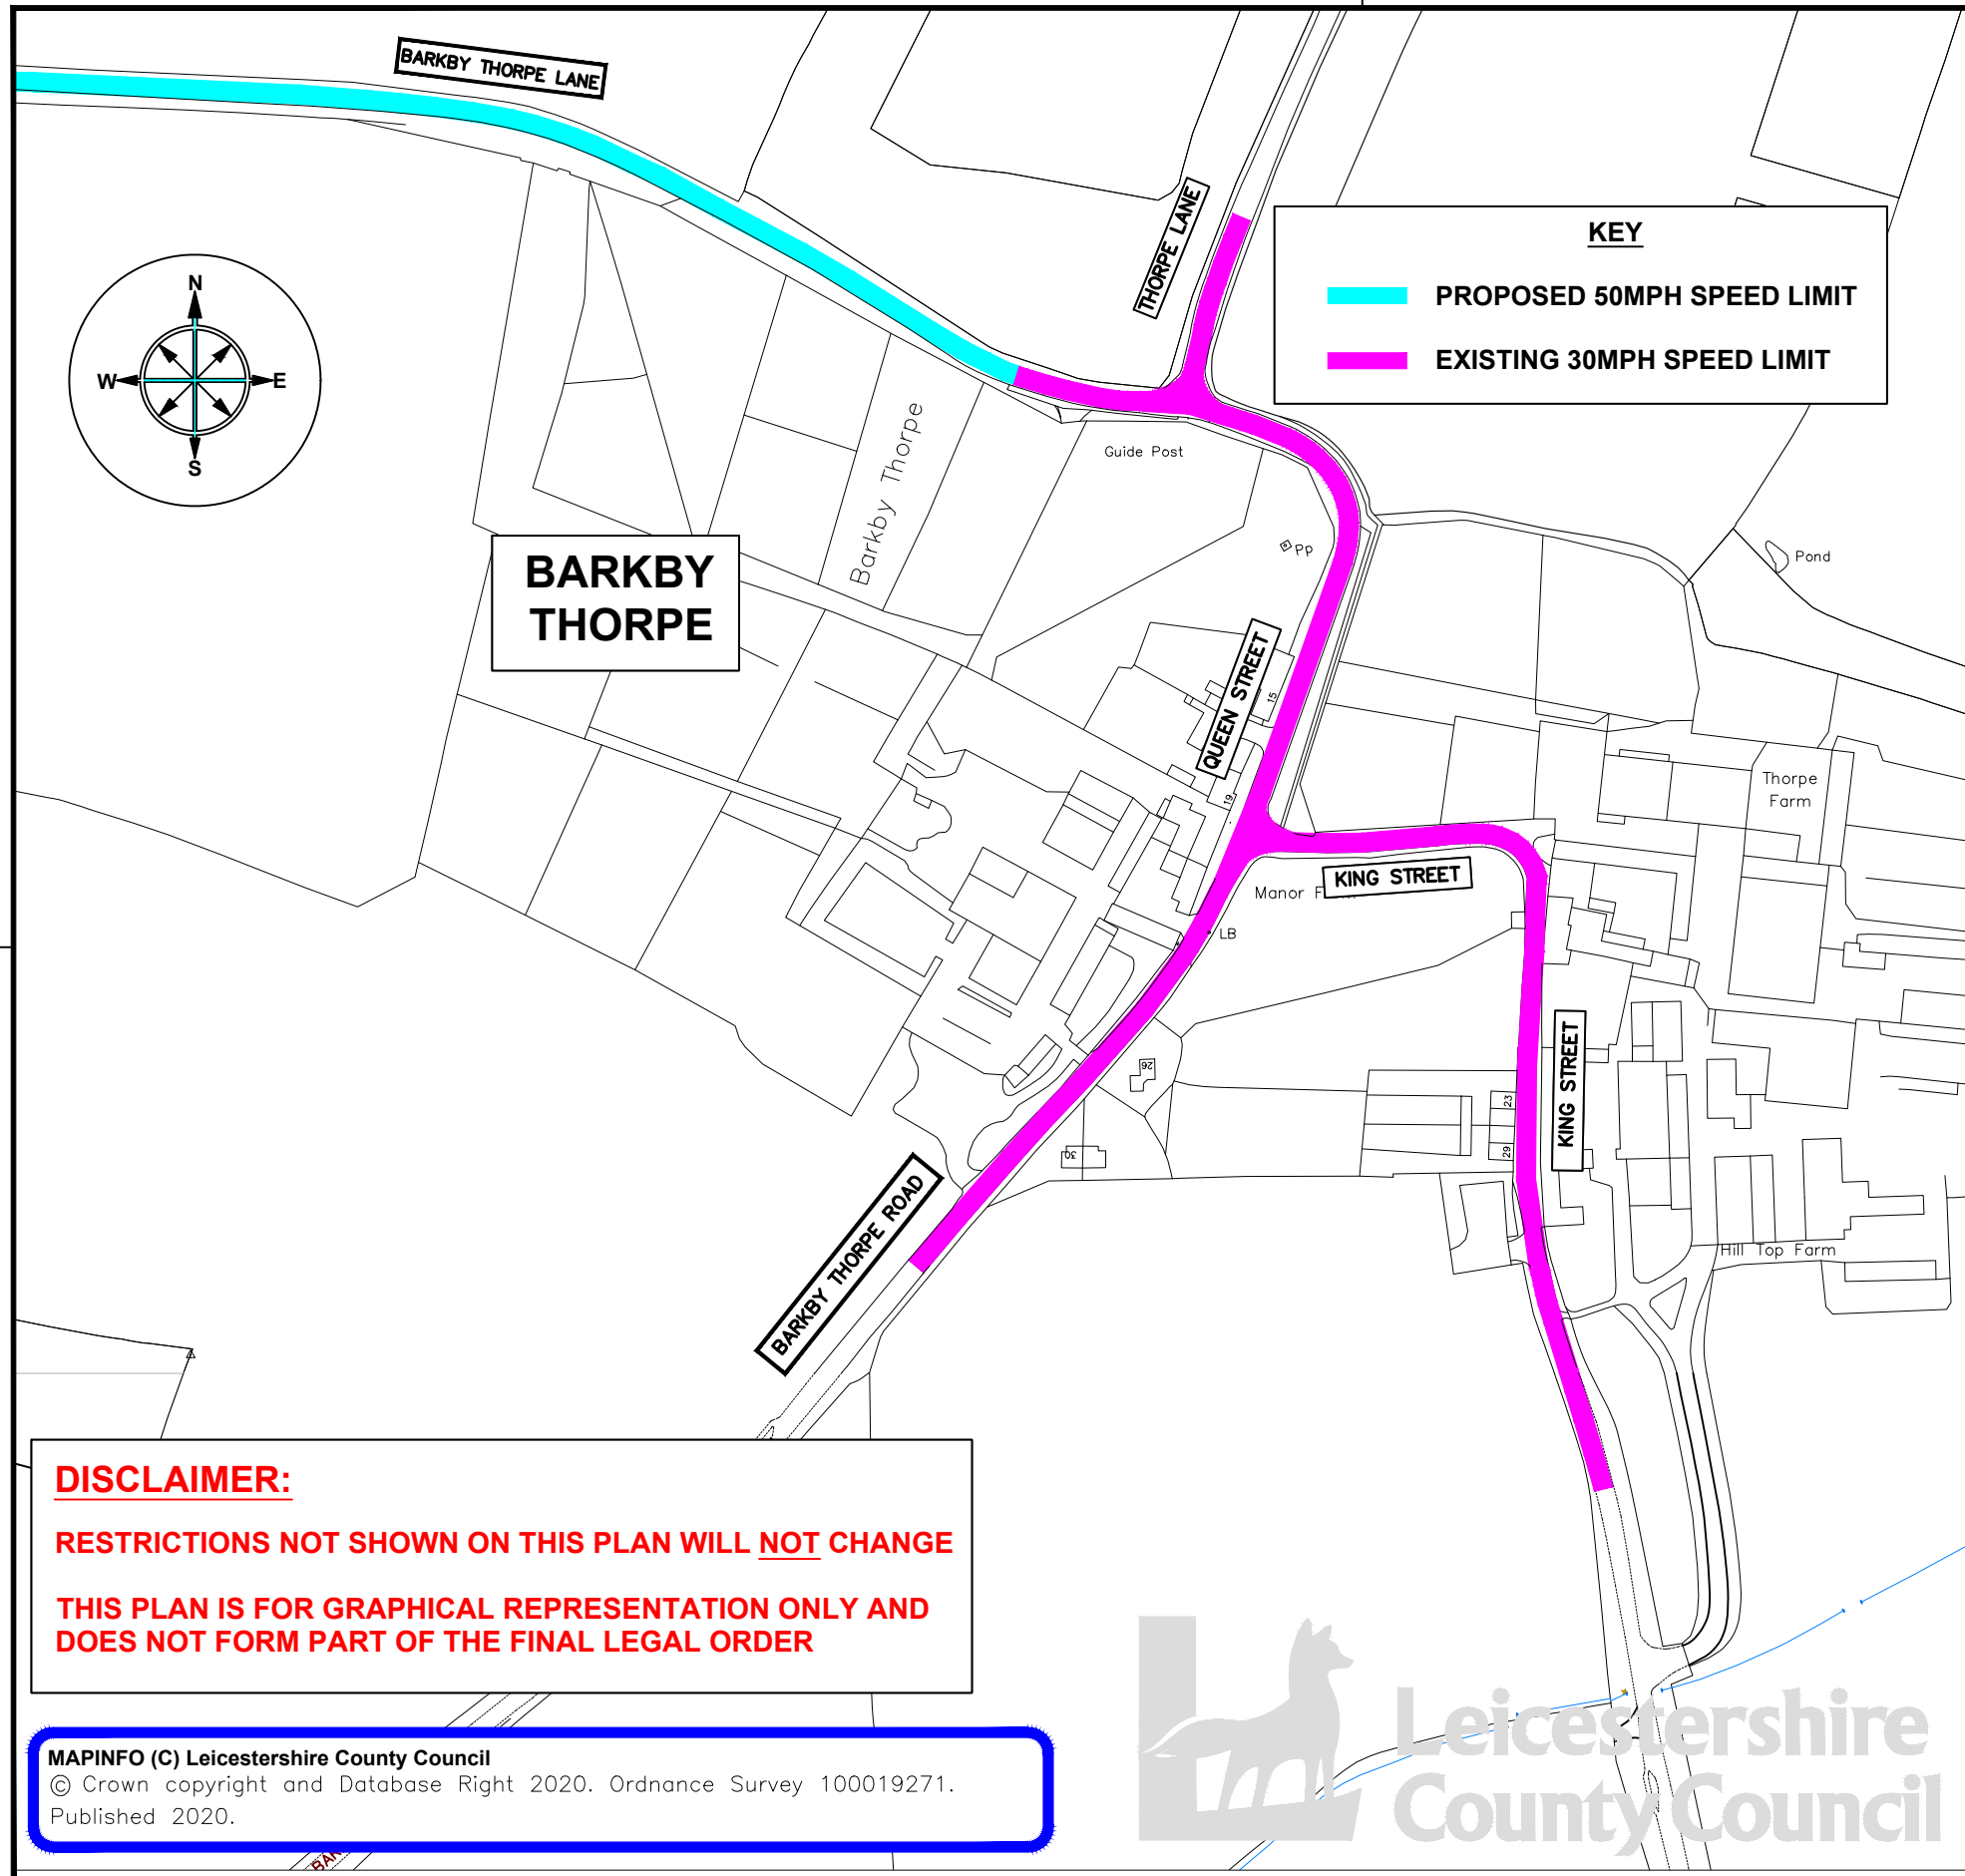 BARKBY THORPE LANE
THORPE LANE
KEY
PROPOSED 50MPH SPEED LIMIT
EXISTING 30MPH SPEED LIMIT
N
W
E
S
Guide Post
Barkby Thorpe
Pp
Pond
BARKBY
THORPE
QUEEN STREET
15
19
Thorpe
Farm
KING STREET
Manor F
LB
26
KING STREET
23
29
30
BARKBY THORPE ROAD
Hill Top Farm
DISCLAIMER:
RESTRICTIONS NOT SHOWN ON THIS PLAN WILL NOT CHANGE
THIS PLAN IS FOR GRAPHICAL REPRESENTATION ONLY AND
DOES NOT FORM PART OF THE FINAL LEGAL ORDER
MAPINFO (C) Leicestershire County Council
© Crown copyright and Database Right 2020. Ordnance Survey 100019271.
Published 2020.
BAR
Leicestershire
County Council